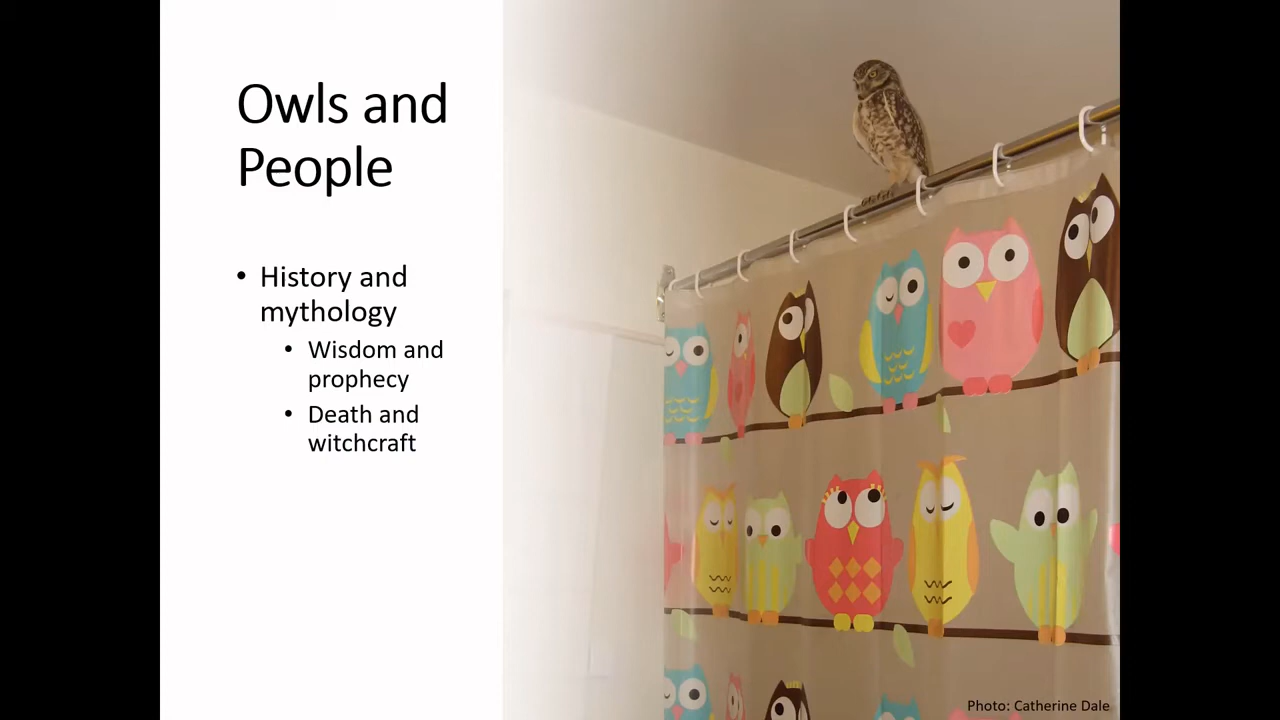 Owls and
People
• History and
mythology
• Wisdom and
prophecy
• Death and
witchcraft
Photo: Catherine Dale